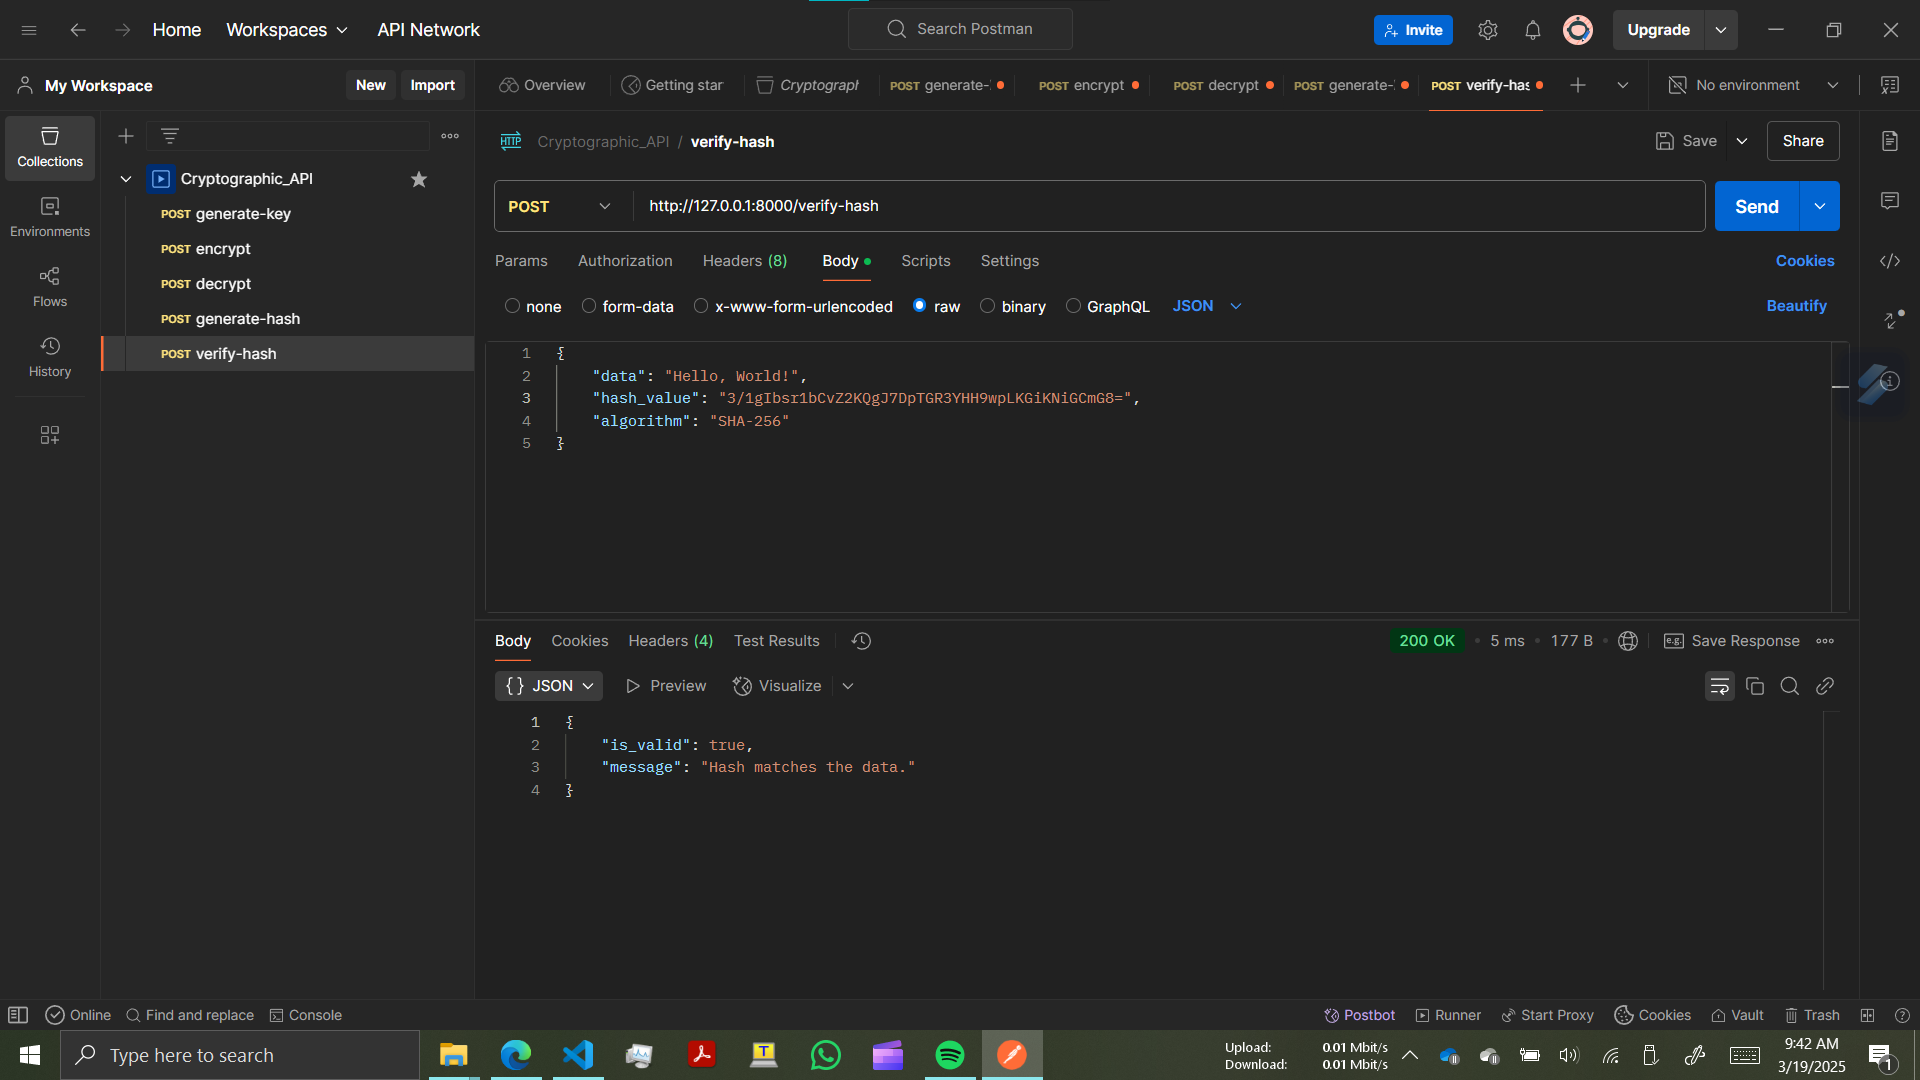 Home Workspaces API Network
Search Postman
Invite
Upgrade
My Workspace New Import
Overview Getting star Cryptograph POST generate- POST encrypt POST decrypt POST generate- POST verify-has No environment
Collections
Environments
Flows
History
Cryptographic_API
POST generate-key
POST encrypt
POST decrypt
POST generate-hash
POST verify-hash
HTTP Cryptographic_API / verify-hash Save Share
POST http://127.0.0.1:8000/verify-hash Send
Params Authorization Headers (8) Body Scripts Settings Cookies
none form-data x-www-form-urlencoded raw binary GraphQL JSON Beautify
1 {
2 "data": "Hello, World!",
3 "hash_value": "3/1gIbsr1bCvZ2KQgJ7DpTGR3YHH9wpLKGiKNiGCmG8=",
4 "algorithm": "SHA-256"
5 }
Body Cookies Headers (4) Test Results 200 OK 5 ms 177 B e.g. Save Response
{} JSON Preview Visualize
1 {
2 "is_valid": true,
3 "message": "Hash matches the data."
4 }
Online Find and replace Console Postbot Runner Start Proxy Cookies Vault Trash
Type here to search
Upload: 0.01 Mbit/s
Download: 0.01 Mbit/s
9:42 AM
3/19/2025
1